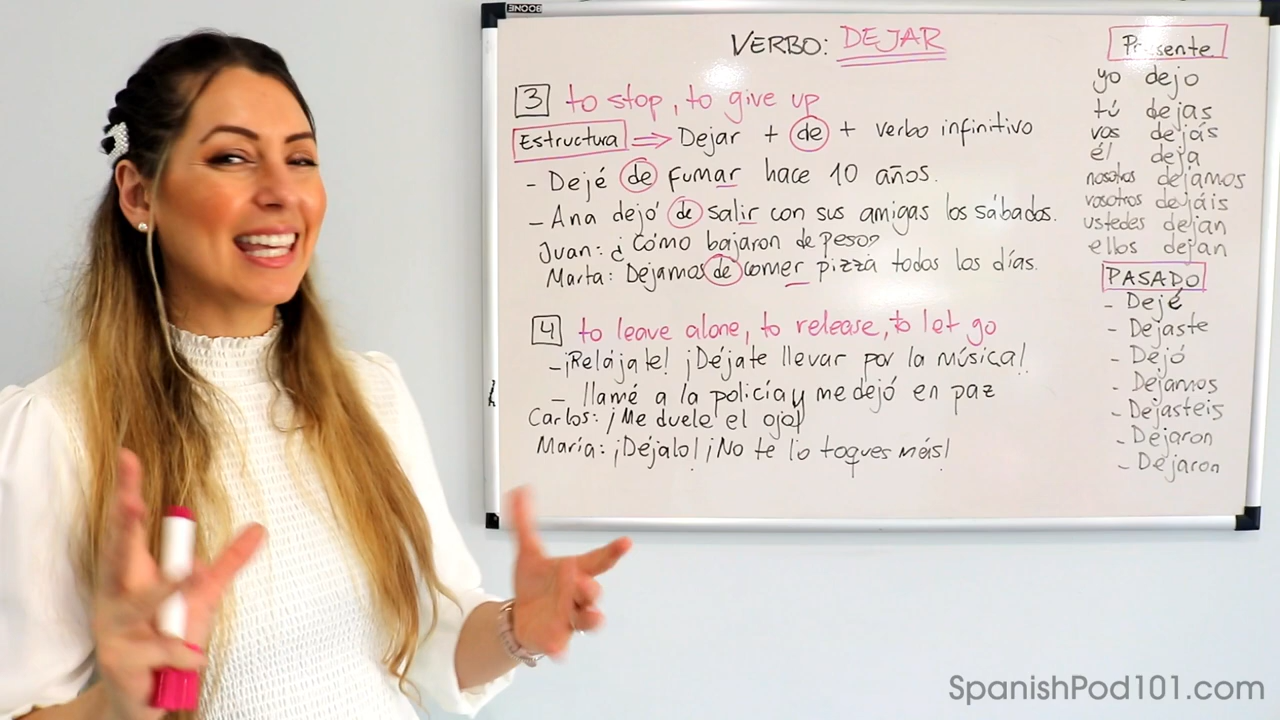 BOONE
VERBO: DEJAR
3 to stop, to give up
Estructura ⇒ Dejar + de + verbo infinitivo
- Dejé de fumar hace 10 años.
- Ana dejó de salir con sus amigas los sábados.
Juan: ¿Cómo bajaron de peso?
Marta: Dejamos de comer pizza todos los días.
4 to leave alone, to release, to let go
- ¡Relájate! ¡Déjate llevar por la música!
- llamé a la policía y me dejó en paz
Carlos: ¡Me duele el ojo!
María: ¡Déjalo! ¡No te lo toques más!
Presente
yo dejo
tú dejas
vos dejás
él deja
nosotros dejamos
vosotros dejáis
ustedes dejan
ellos dejan
PASADO
- Dejé
- Dejaste
- Dejó
- Dejamos
- Dejasteis
- Dejaron
- Dejaron
SpanishPod101.com